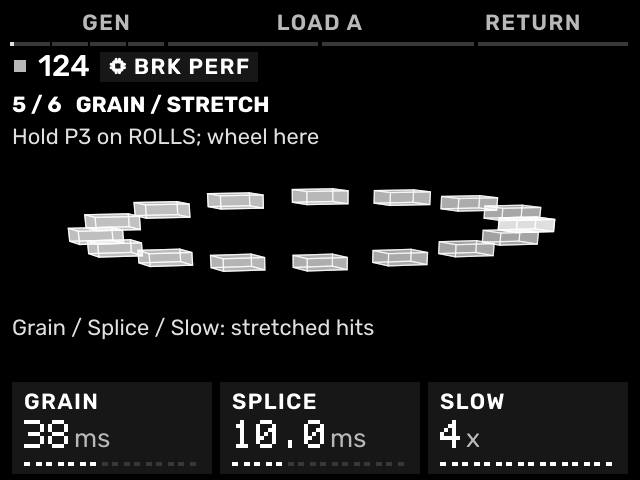 GEN LOAD A RETURN
124 BRK PERF
5 / 6 GRAIN / STRETCH
Hold P3 on ROLLS; wheel here
Grain / Splice / Slow: stretched hits
GRAIN SPLICE SLOW
38 ms 10.0 ms 4 x